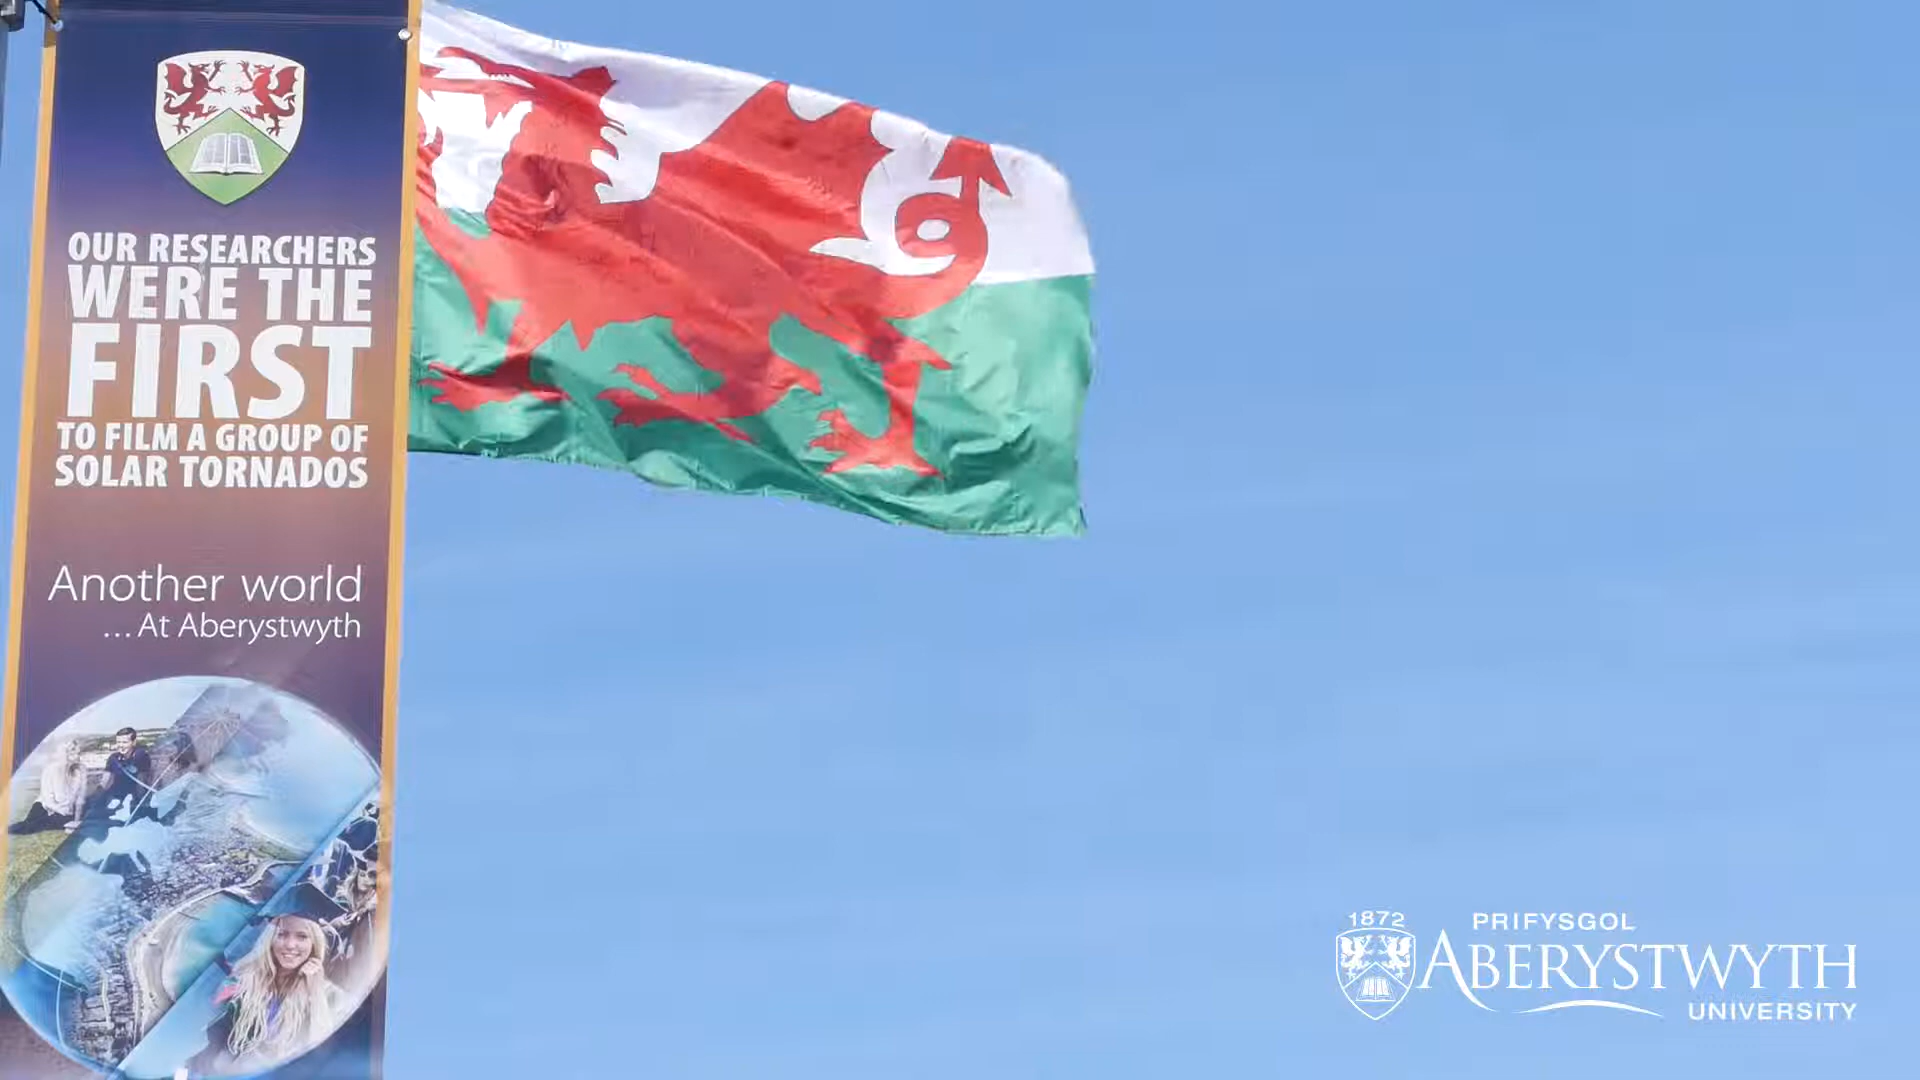 OUR RESEARCHERS
WERE THE
FIRST
TO FILM A GROUP OF
SOLAR TORNADOS
Another world
...At Aberystwyth
1872
PRIFYSGOL
ABERYSTWYTH
UNIVERSITY